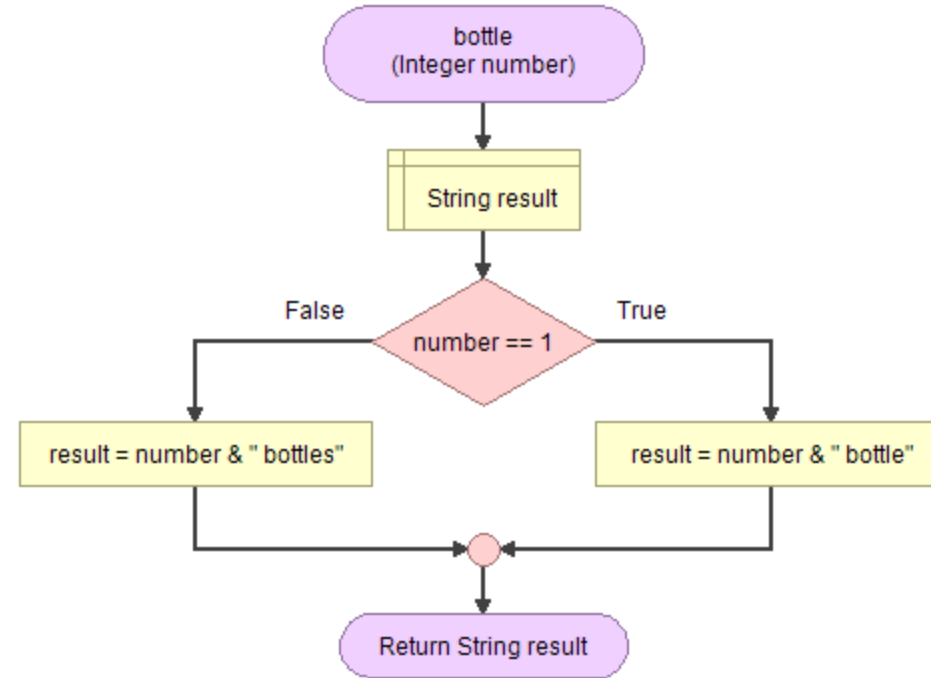 bottle
(Integer number)
String result
False
True
number == 1
result = number & " bottles"
result = number & " bottle"
Return String result